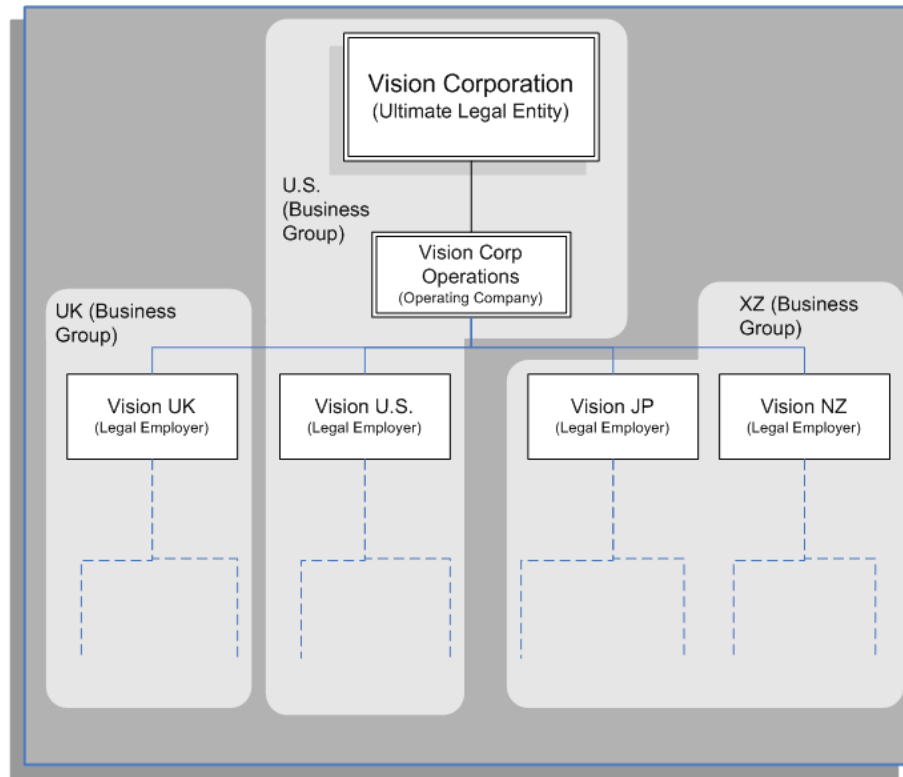 Vision Corporation
(Ultimate Legal Entity)
U.S.
(Business
Group)
Vision Corp
Operations
(Operating Company)
UK (Business
Group)
XZ (Business
Group)
Vision UK
(Legal Employer)
Vision U.S.
(Legal Employer)
Vision JP
(Legal Employer)
Vision NZ
(Legal Employer)